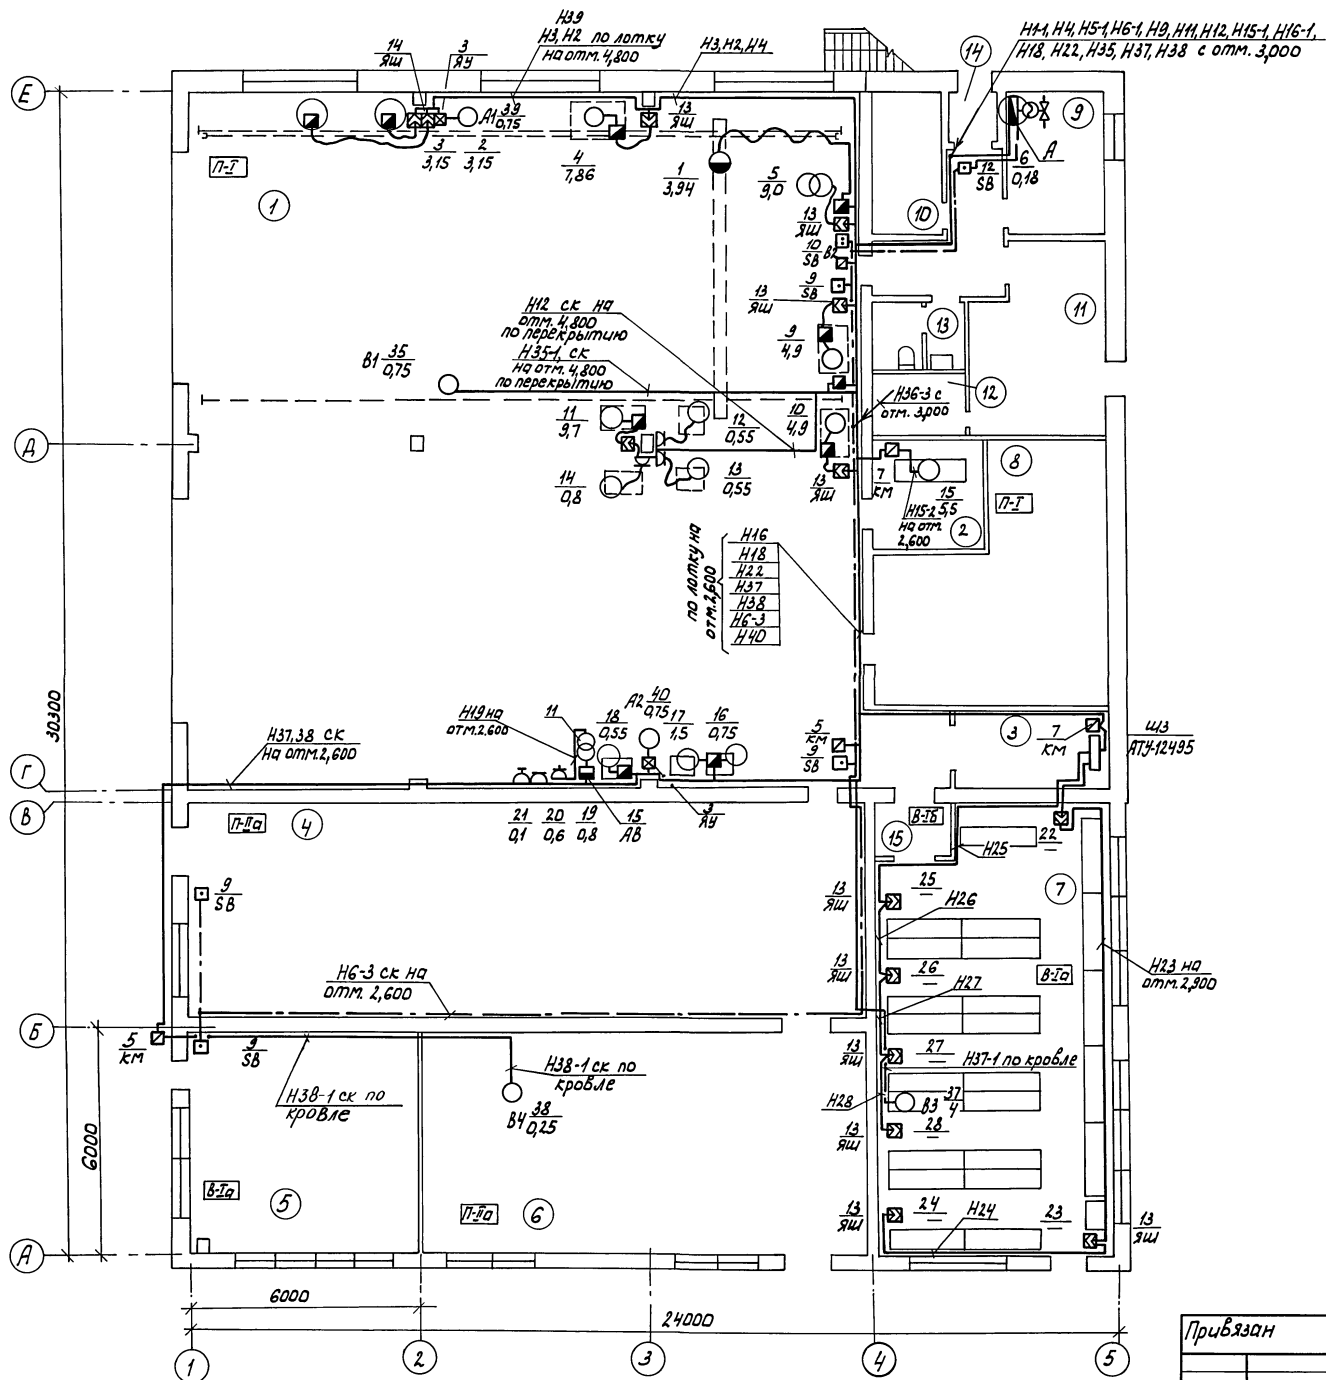 Н39
Н3, Н2 по лотку
на отм. 4,800
Н3, Н2, Н4
Н1-1, Н4, Н5-1, Н6-1, Н9, Н11, Н12, Н15-1, Н16-1,
Н18, Н22, Н35, Н37, Н38 с отм. 3,000
14
ЯШ
3
ЯУ
14
Е
9
А1 39
0,75
13
ЯШ
А
3
3,15
2
3,15
4
7,86
1
3,94
5
9,0
12
SB
6
0,18
П-I
1
10
13
ЯШ
10
SB
В2
9
SB
13
ЯШ
11
13
Н12 ск на
отм. 4,800
по перекрытию
9
4,9
В1 35
0,75
Н35-1, ск
на отм. 4,800
по перекрытию
12
Н36-3 с
отм. 3,000
11
9,7
12
0,55
10
4,9
Д
8
14
0,8
13
0,55
13
ЯШ
7
КМ
15
5,5
П-I
Н15-2
на отм.
2,600
2
по лотку на
отм. 2,600
Н16
Н18
Н22
Н37
Н38
Н6-3
Н40
30300
Н37,38 ск
на отм. 2,600
Н19 на
отм. 2,600
11
18
0,55
А2 40
0,75
17
1,5
16
0,75
5
КМ
9
SB
3
7
КМ
ШЗ
АТУ-12495
Г
В
21
0,1
20
0,6
19
0,8
15
АВ
3
ЯУ
П-IIа
4
В-Iб
15
Н25
22
—
7
9
SB
13
ЯШ
25
—
Н26
13
ЯШ
26
—
Н27
В-Iа
Н23 на
отм. 2,900
Н6-3 ск на
отм. 2,600
Б
5
КМ
9
SB
13
ЯШ
27
—
Н37-1 по кровле
Н38-1 ск по
кровле
Н38-1 ск по
кровле
Н28
В3 37
4
В4 38
0,25
13
ЯШ
28
—
6000
В-Iа
5
П-IIа
6
13
ЯШ
24
—
Н24
23
—
13
ЯШ
А
6000
24000
1
2
3
4
5
Привязан